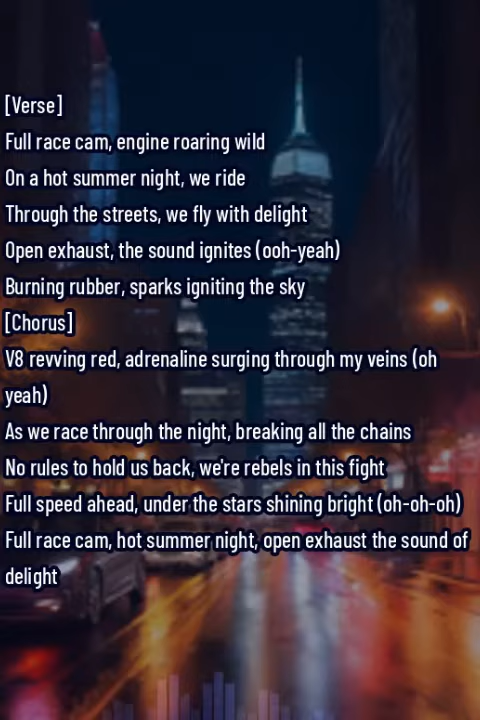 [Verse]
Full race cam, engine roaring wild
On a hot summer night, we ride
Through the streets, we fly with delight
Open exhaust, the sound ignites (ooh-yeah)
Burning rubber, sparks igniting the sky
[Chorus]
V8 revving red, adrenaline surging through my veins (oh
yeah)
As we race through the night, breaking all the chains
No rules to hold us back, we're rebels in this fight
Full speed ahead, under the stars shining bright (oh-oh-oh)
Full race cam, hot summer night, open exhaust the sound of
delight